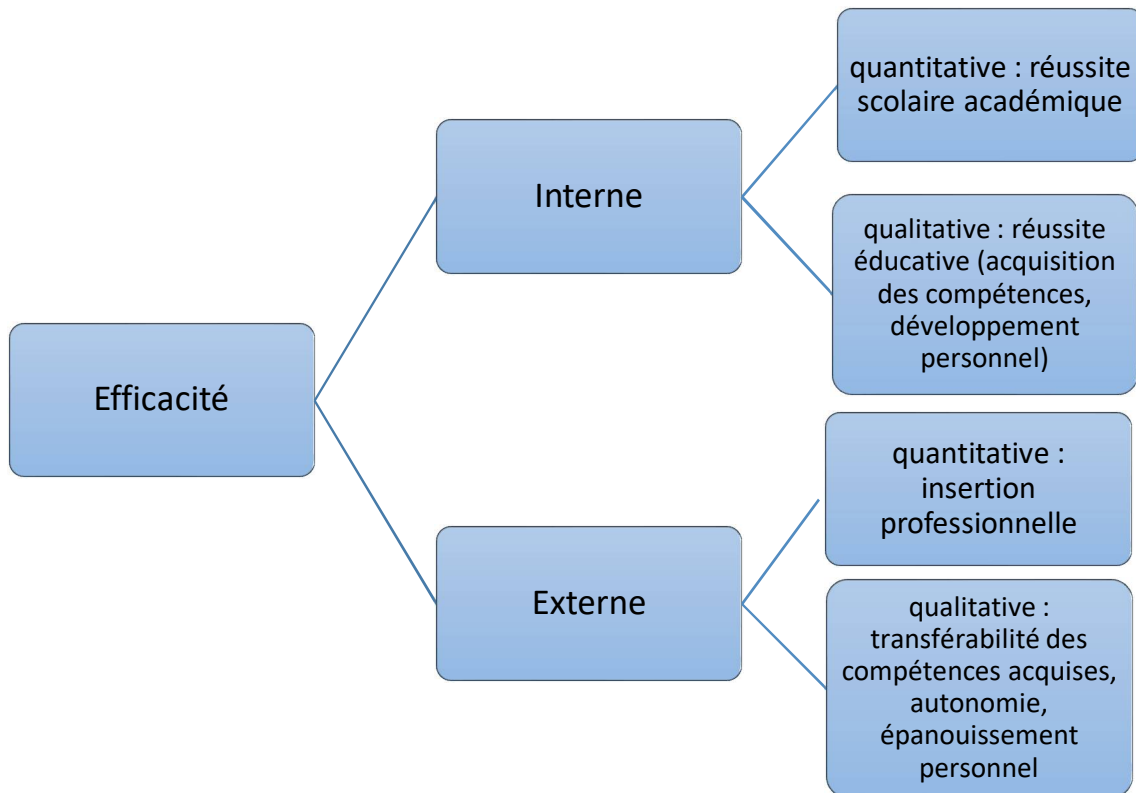 quantitative : réussite
scolaire académique
Interne
qualitative : réussite
éducative (acquisition
des compétences,
développement
personnel)
Efficacité
quantitative :
insertion
professionnelle
Externe
qualitative :
transférabilité des
compétences acquises,
autonomie,
épanouissement
personnel